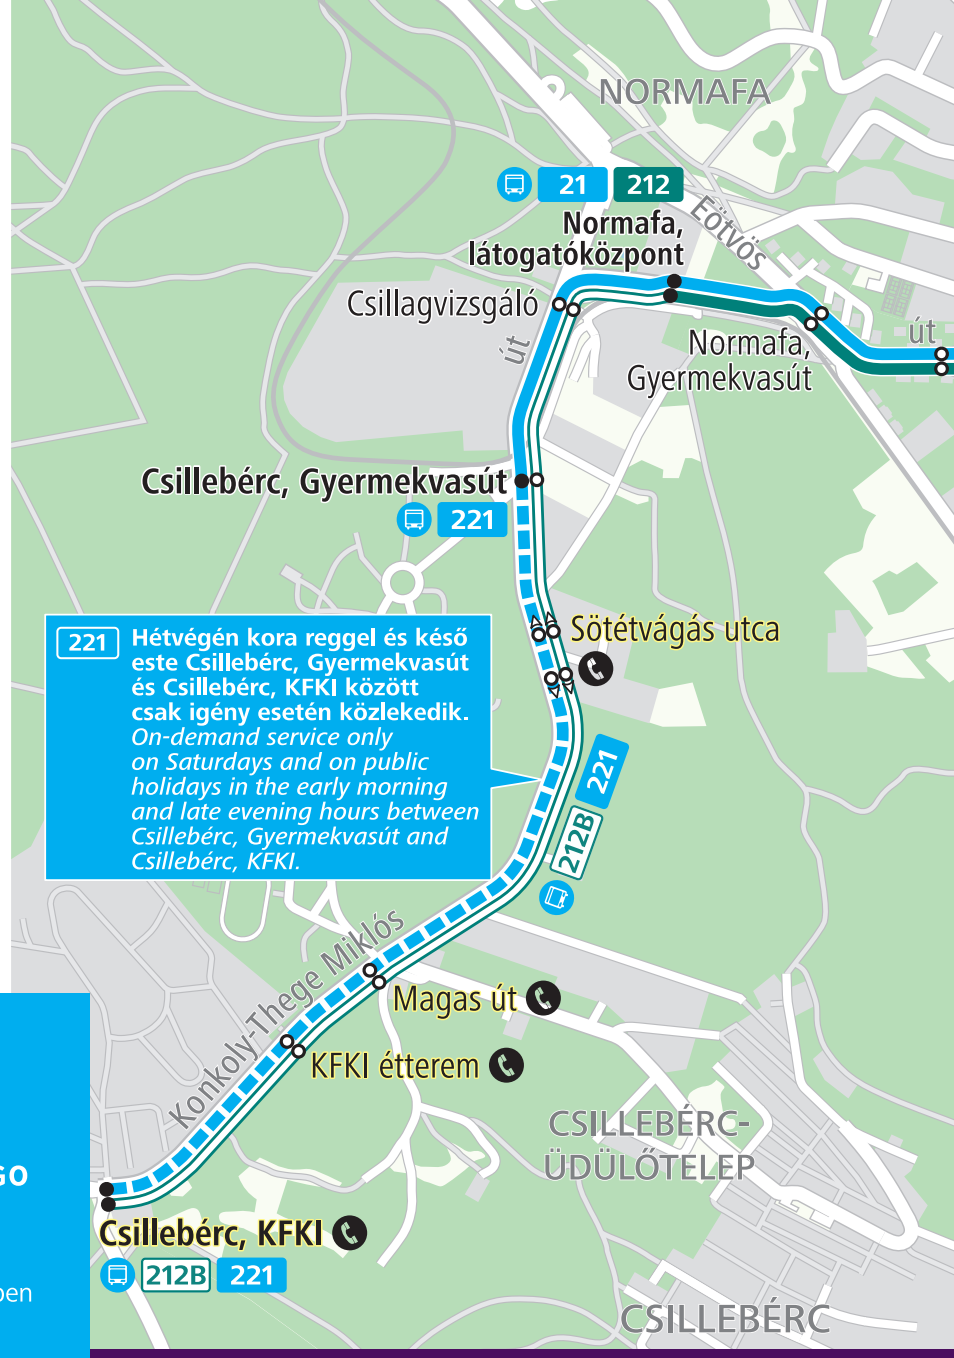 NORMAFA
21 212
Normafa,
látogatóközpont
Eötvös
út
Csillagvizsgáló
út
Normafa,
Gyermekvasút
Csillebérc, Gyermekvasút
221
Sötétvágás utca
221 Hétvégén kora reggel és késő
este Csillebérc, Gyermekvasút
és Csillebérc, KFKI között
csak igény esetén közlekedik.
On-demand service only
on Saturdays and on public
holidays in the early morning
and late evening hours between
Csillebérc, Gyermekvasút and
Csillebérc, KFKI.
212B 221
Konkoly-Thege Miklós
Magas út
KFKI étterem
CSILLEBÉRC-
ÜDÜLŐTELEP
GO
Csillebérc, KFKI
212B 221
CSILLEBÉRC